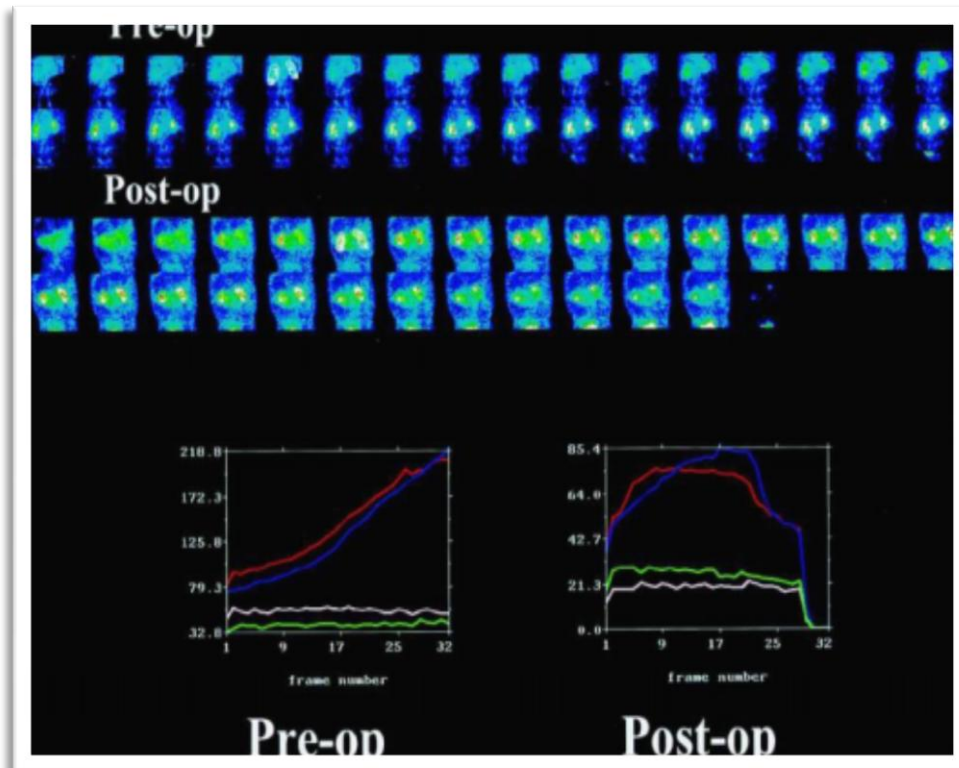 Pre-op
Post-op
218.8
172.3
125.8
79.3
32.8
1 9 17 25 32
frame number
85.4
64.0
42.7
21.3
0.0
1 9 17 25 32
frame number
Pre-op
Post-op